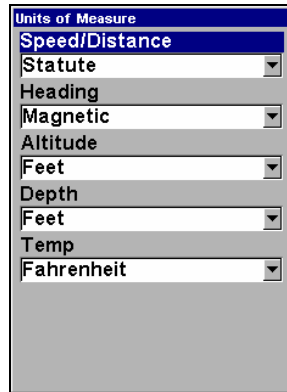 Units of Measure
Speed/Distance
Statute
Heading
Magnetic
Altitude
Feet
Depth
Feet
Temp
Fahrenheit